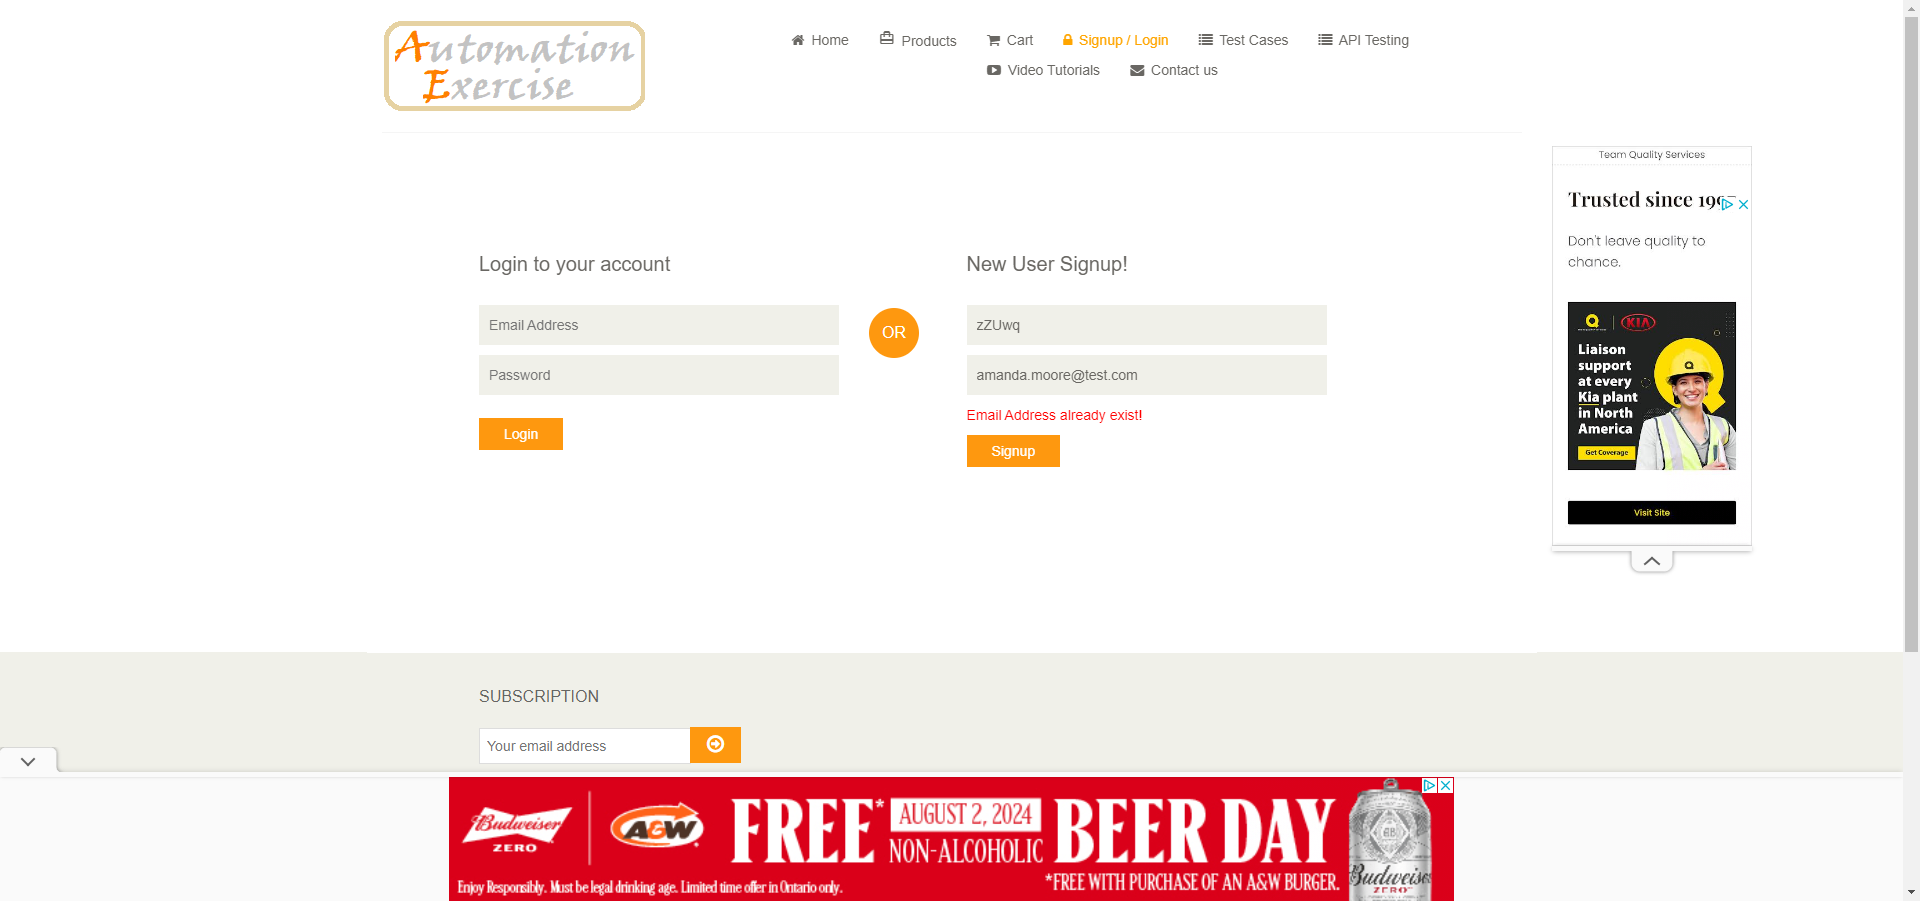 Automation
Exercise
Home
Products
Cart
Signup / Login
Test Cases
API Testing
Video Tutorials
Contact us
Team Quality Services
Trusted since
Don't leave quality to
chance.
Login to your account
Email Address
Password
Login
OR
New User Signup!
zZUwq
amanda.moore@test.com
Email Address already exist!
Signup
Q
KIA
Liaison
support
at every
Kia plant
in North
America
Get Coverage
Visit Site
SUBSCRIPTION
Your email address
Budweiser
ZERO
A&W
FREE*
AUGUST 2, 2024
NON-ALCOHOLIC
BEER DAY
Enjoy Responsibly. Must be legal drinking age. Limited time offer in Ontario only.
*FREE WITH PURCHASE OF AN A&W BURGER.
Budweiser
ZERO